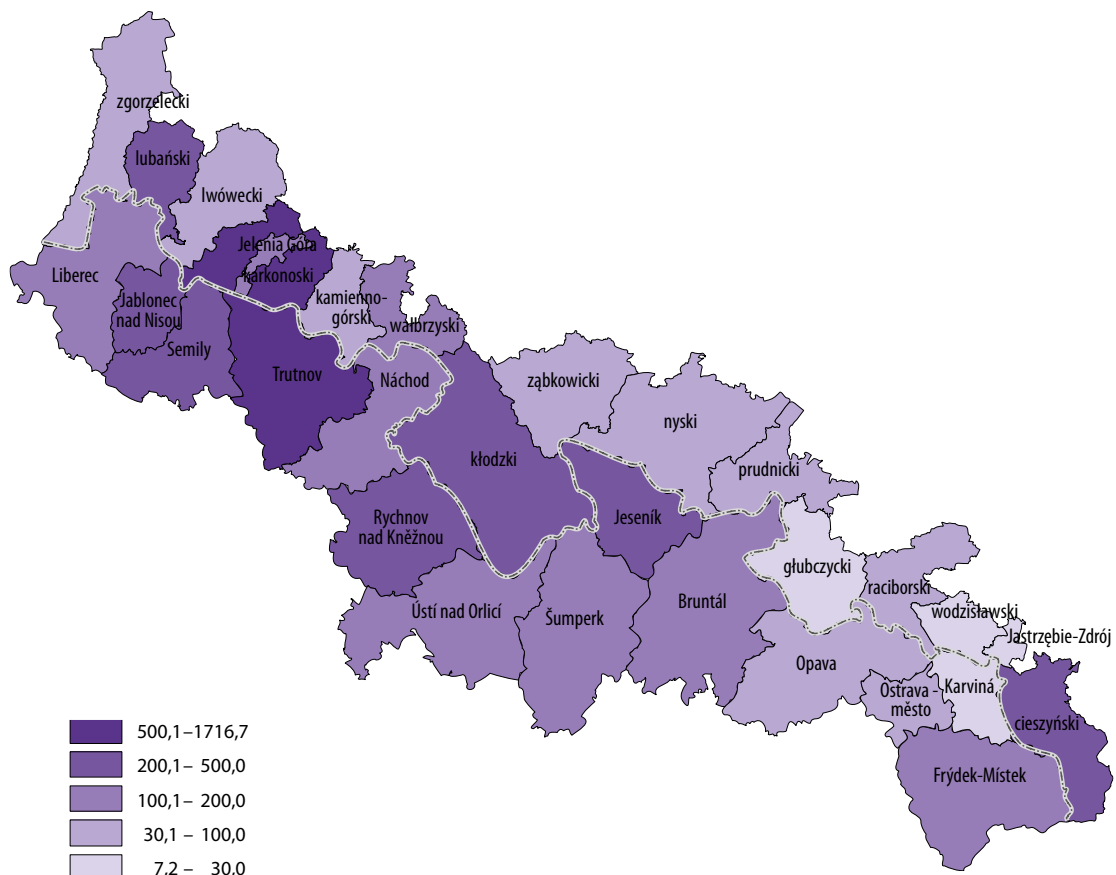 zgorzelecki
lubański
lwówecki
Jelenia Góra
karkonoski
Liberec
Jablonec
nad Nisou
kamienno-
górski
wałbrzyski
Semily
Trutnov
Náchod
ząbkowicki
nyski
kłodzki
prudnicki
Rychnov
nad Kněžnou
Jeseník
głubczycki
raciborski
wodzisławski
Jastrzębie-Zdrój
Ústí nad Orlicí
Šumperk
Bruntál
Opava
Ostrava -
město
Karviná
cieszyński
Frýdek-Místek
500,1–1716,7
200,1– 500,0
100,1– 200,0
30,1 – 100,0
7,2 – 30,0